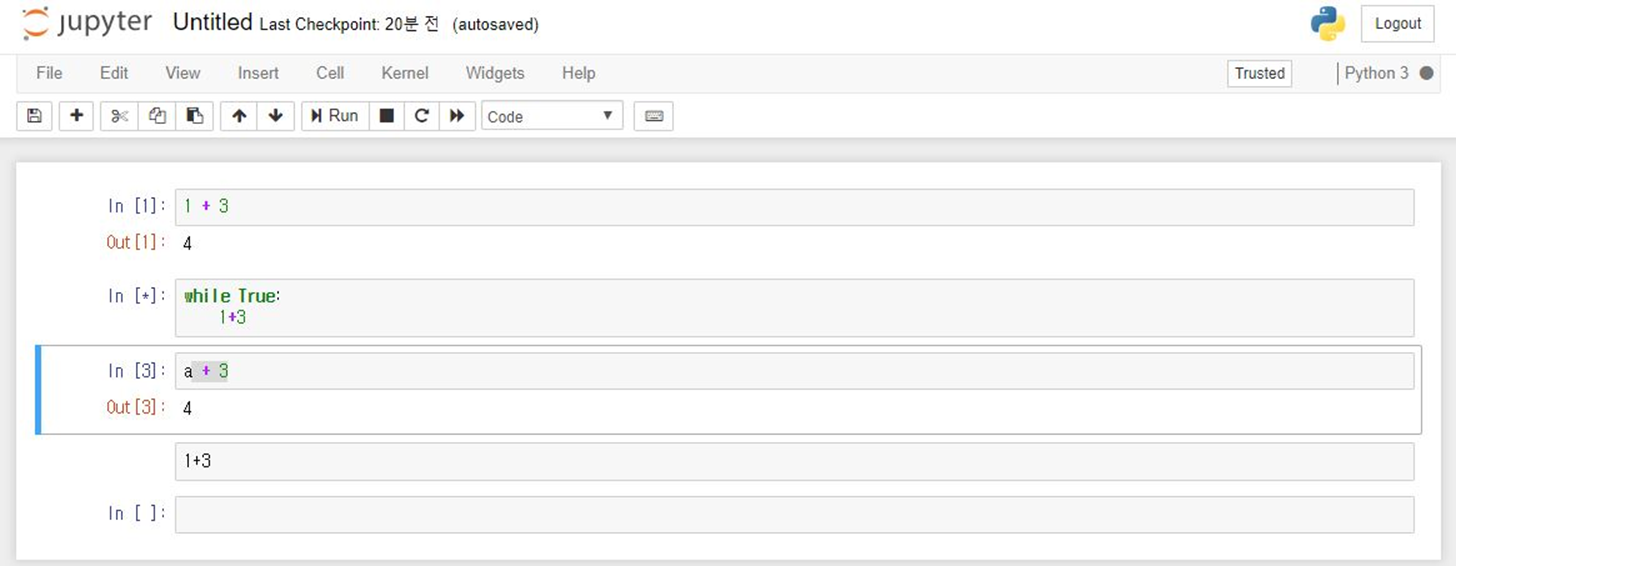 jupyter Untitled Last Checkpoint: 20분 전 (autosaved) Logout
File Edit View Insert Cell Kernel Widgets Help Trusted Python 3
Run Code
In [1]: 1 + 3
Out[1]: 4
In [*]: while True:
1+3
In [3]: a + 3
Out[3]: 4
1+3
In [ ]: